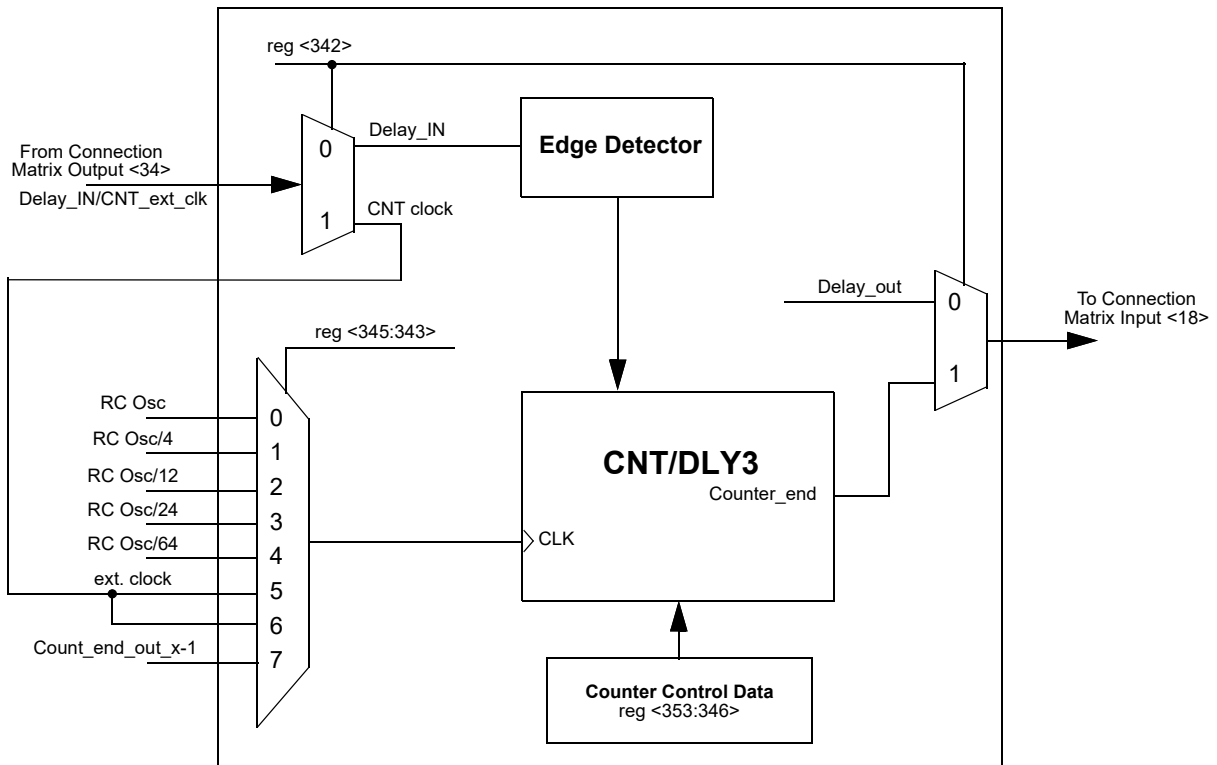 reg <342>
From Connection
Matrix Output <34>
Delay_IN/CNT_ext_clk
0
1
Delay_IN
CNT clock
Edge Detector
Delay_out
0
1
To Connection
Matrix Input <18>
reg <345:343>
RC Osc
RC Osc/4
RC Osc/12
RC Osc/24
RC Osc/64
ext. clock
Count_end_out_x-1
0
1
2
3
4
5
6
7
CNT/DLY3
Counter_end
CLK
Counter Control Data
reg <353:346>